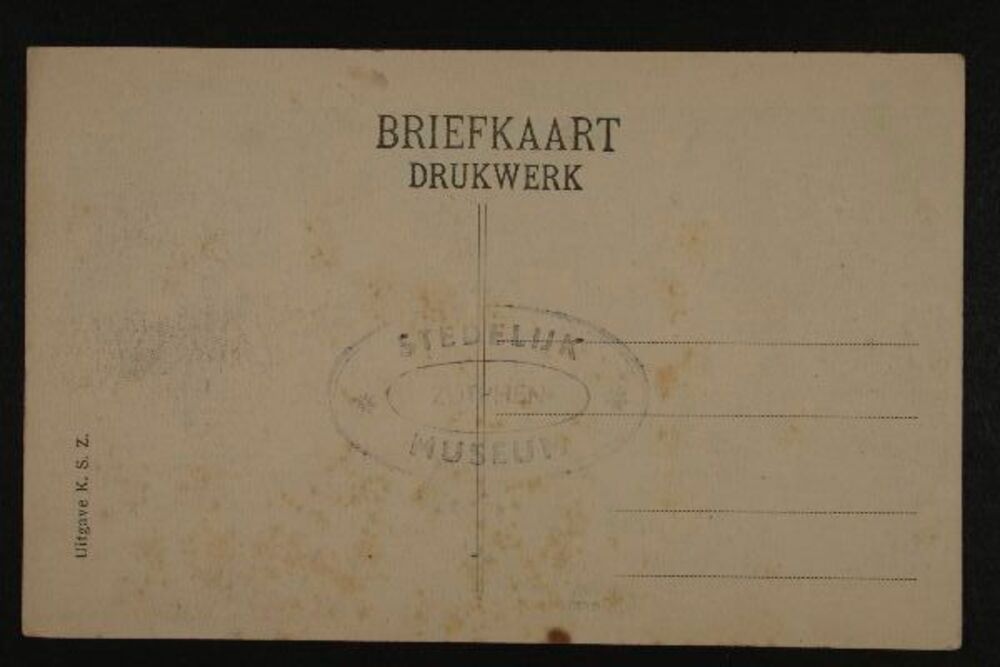 BRIEFKAART
DRUKWERK
STEDELIJK
ZUTPHEN
MUSEUM
Uitgave K. S. Z.